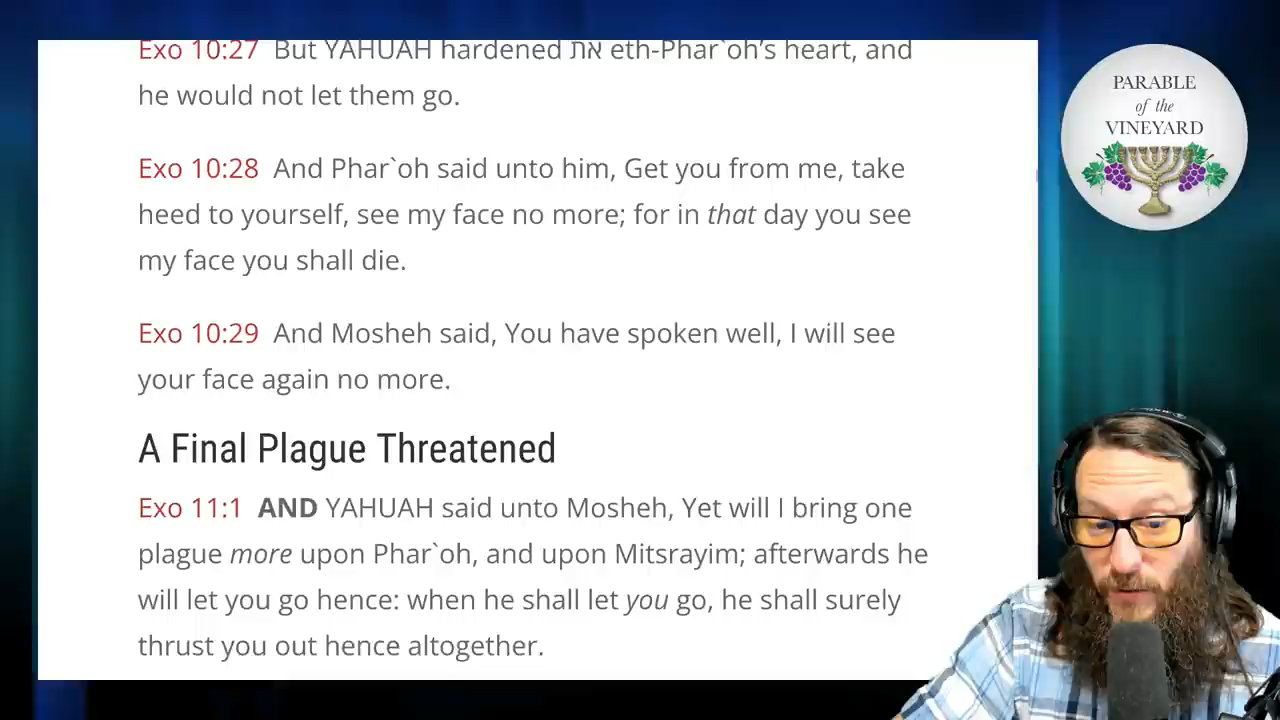 Exo 10:27 But YAHUAH hardened את eth-Phar`oh's heart, and
he would not let them go.
Exo 10:28 And Phar`oh said unto him, Get you from me, take
heed to yourself, see my face no more; for in that day you see
my face you shall die.
Exo 10:29 And Mosheh said, You have spoken well, I will see
your face again no more.
A Final Plague Threatened
Exo 11:1 AND YAHUAH said unto Mosheh, Yet will I bring one
plague more upon Phar`oh, and upon Mitsrayim; afterwards he
will let you go hence: when he shall let you go, he shall surely
thrust you out hence altogether.
PARABLE
of the
VINEYARD